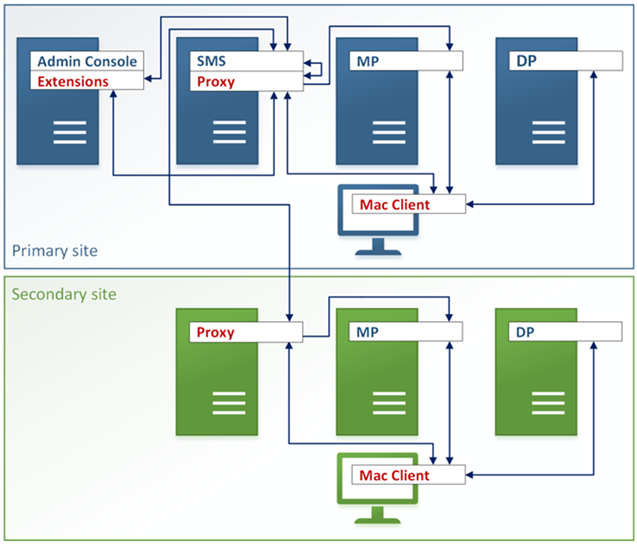 Admin Console
Extensions
SMS
Proxy
MP
DP
Mac Client
Primary site
Secondary site
Proxy
MP
DP
Mac Client